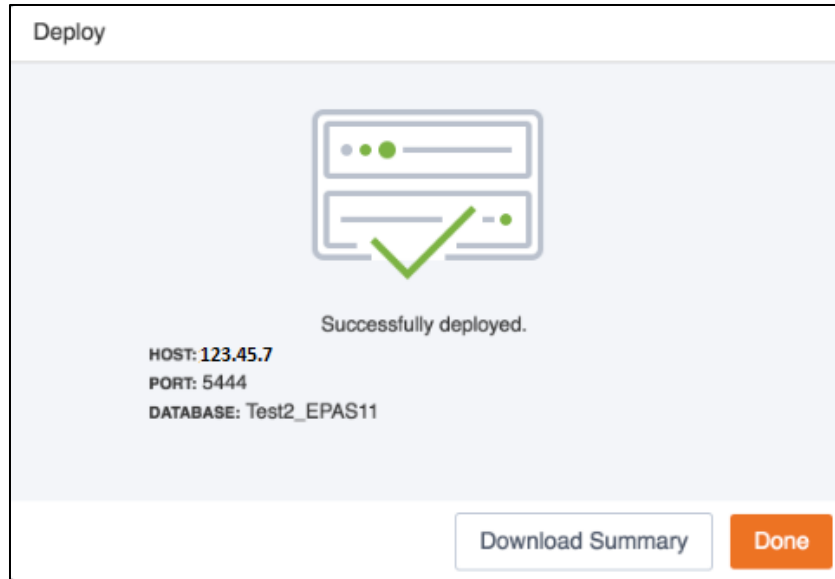 Deploy
Successfully deployed.
HOST: 123.45.7
PORT: 5444
DATABASE: Test2_EPAS11
Download Summary
Done